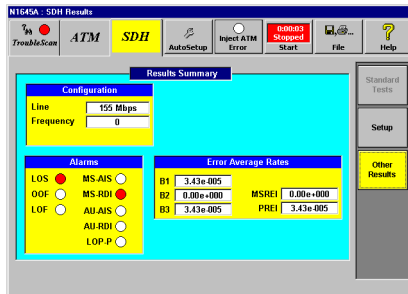 N1645A : SDH Results
TroubleScan
ATM
SDH
AutoSetup
Inject ATM
Error
0:00:03
Stopped
Start
File
?
Help
Results Summary
Configuration
Line 155 Mbps
Frequency 0
Alarms
LOS MS-AIS
OOF MS-RDI
LOF AU-AIS
AU-RDI
LOP-P
Error Average Rates
B1 3.43e-005
B2 0.00e+000 MSREI 0.00e+000
B3 3.43e-005 PREI 3.43e-005
Standard
Tests
Setup
Other
Results